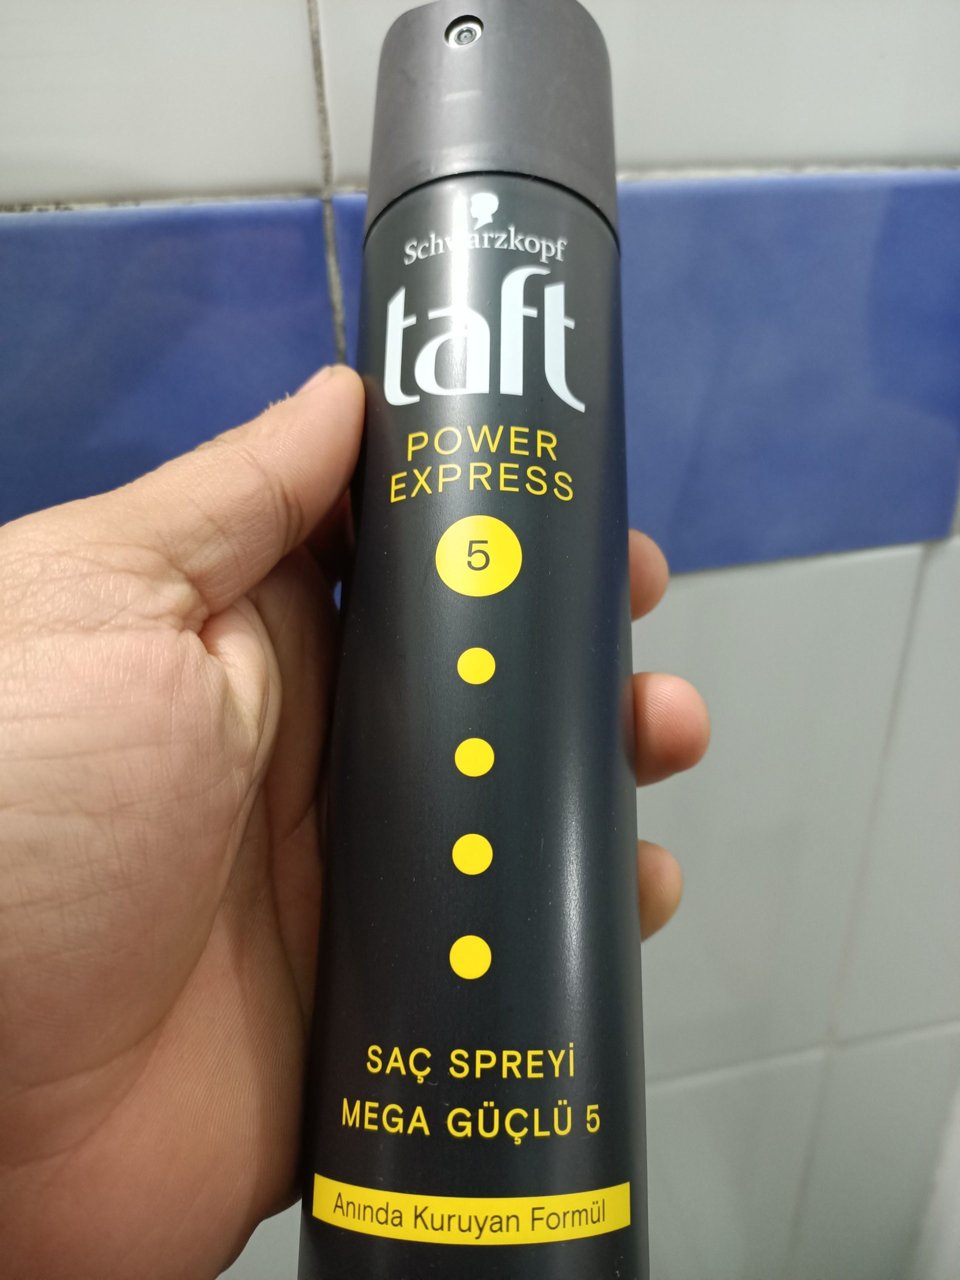 Schwarzkopf
taft
POWER
EXPRESS
5
SAÇ SPREYİ
MEGA GÜÇLÜ 5
Anında Kuruyan Formül